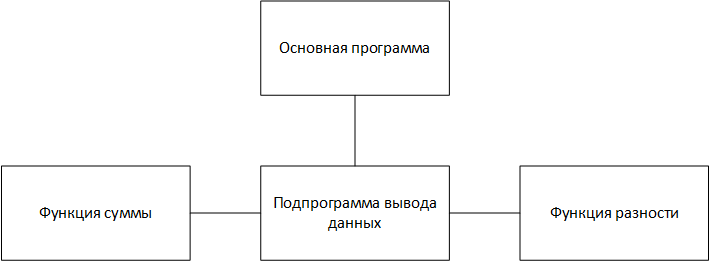 Основная программа
Функция суммы
Подпрограмма вывода
данных
Функция разности